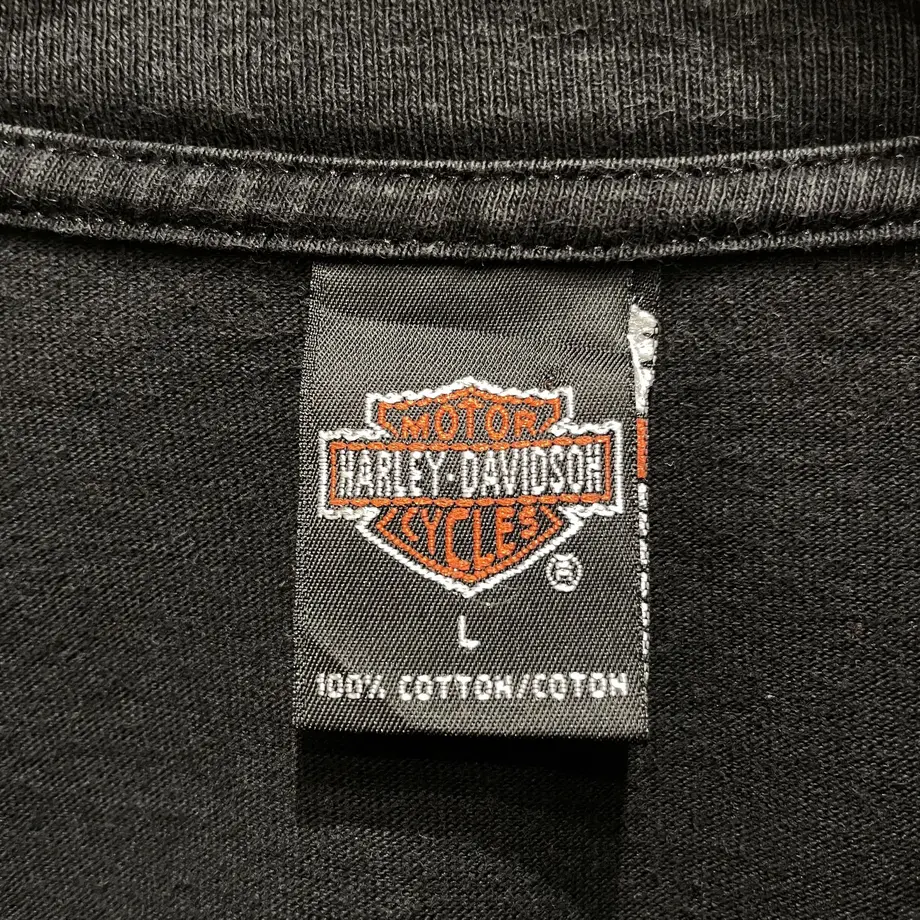 MOTOR
HARLEY-DAVIDSON
CYCLES
®
L
100% COTTON/COTON